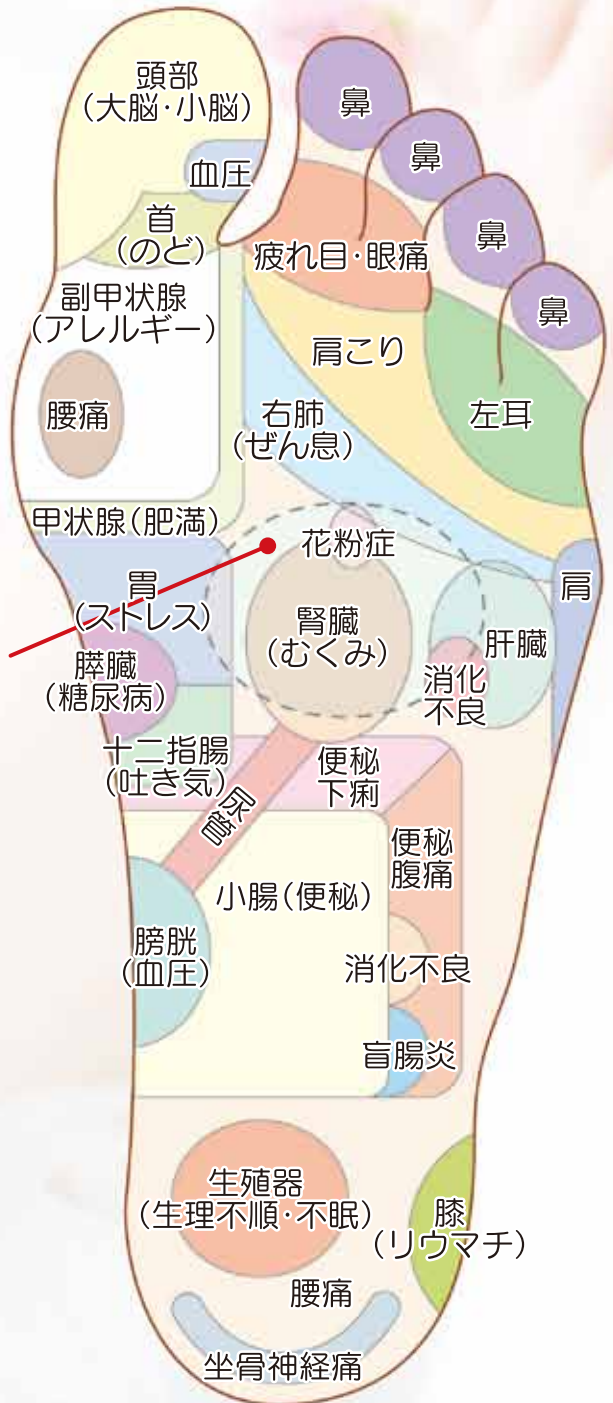 頭部
(大脳・小脳)
鼻
鼻
血圧
首
(のど)
疲れ目・眼痛
鼻
鼻
副甲状腺
(アレルギー)
肩こり
腰痛
右肺
(ぜん息)
左耳
甲状腺(肥満)
花粉症
胃
(ストレス)
肩
腎臓
(むくみ)
肝臓
膵臓
(糖尿病)
消化
不良
十二指腸
(吐き気)
便秘
下痢
尿管
便秘
腹痛
小腸(便秘)
膀胱
(血圧)
消化不良
盲腸炎
生殖器
(生理不順・不眠)
膝
(リウマチ)
腰痛
坐骨神経痛